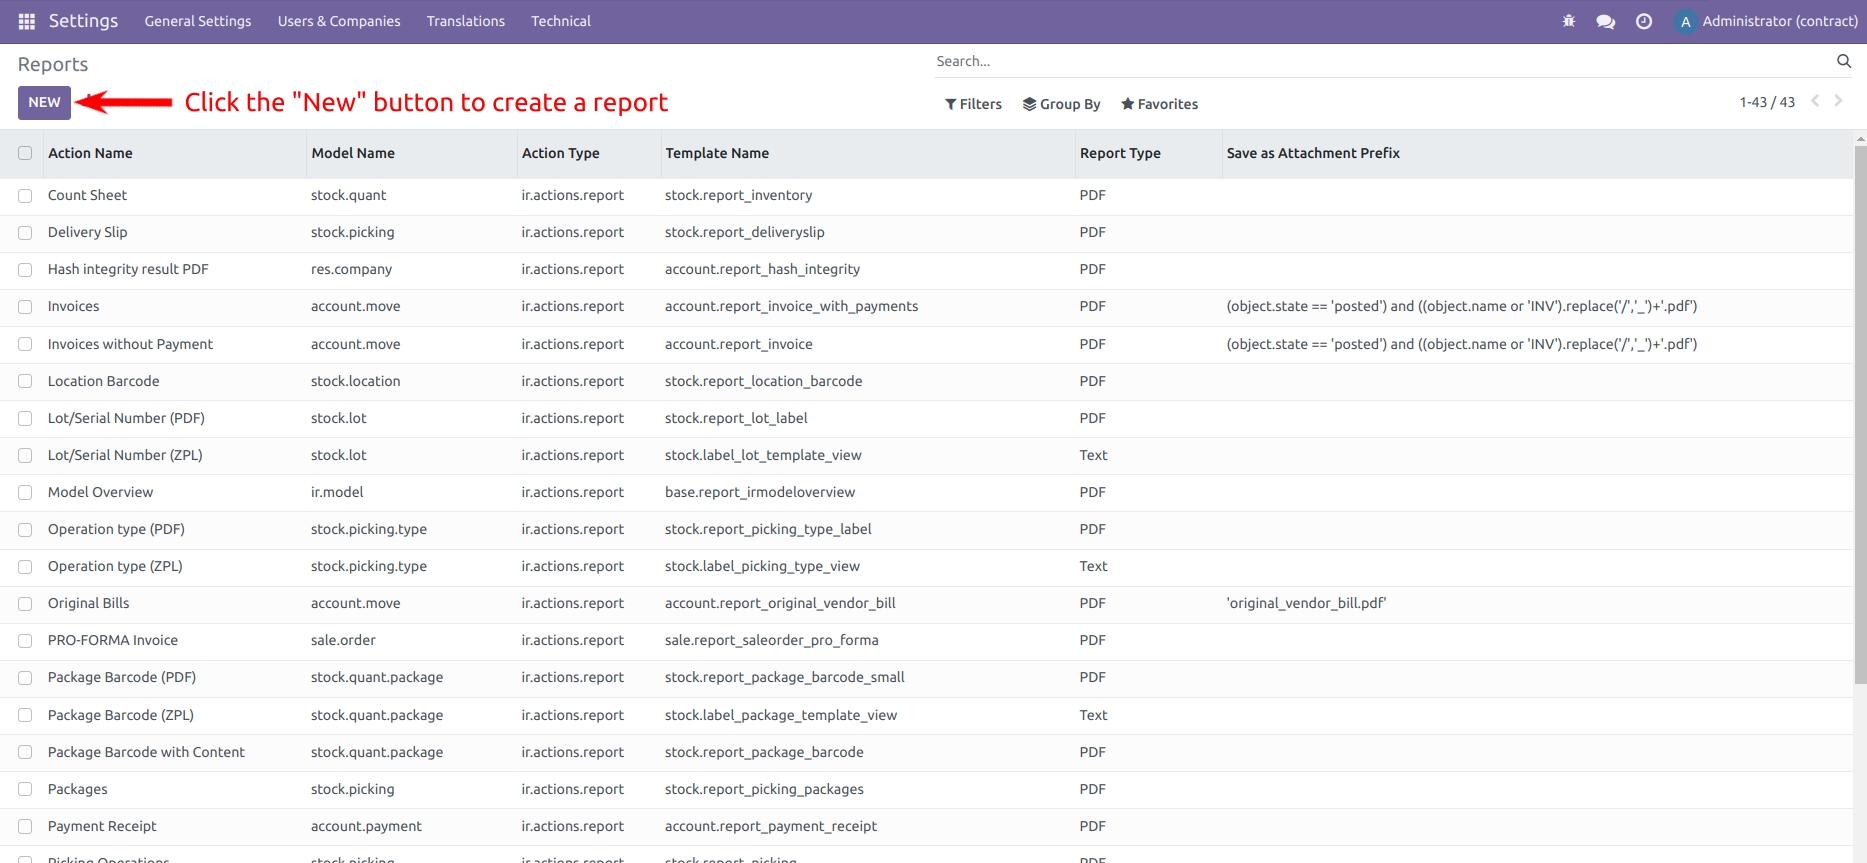 Settings General Settings Users & Companies Translations Technical A Administrator (contract)
Reports Search...
NEW Click the "New" button to create a report Filters Group By Favorites 1-43 / 43
Action Name Model Name Action Type Template Name Report Type Save as Attachment Prefix
Count Sheet stock.quant ir.actions.report stock.report_inventory PDF
Delivery Slip stock.picking ir.actions.report stock.report_deliveryslip PDF
Hash integrity result PDF res.company ir.actions.report account.report_hash_integrity PDF
Invoices account.move ir.actions.report account.report_invoice_with_payments PDF (object.state == 'posted') and ((object.name or 'INV').replace('/','_')+'.pdf')
Invoices without Payment account.move ir.actions.report account.report_invoice PDF (object.state == 'posted') and ((object.name or 'INV').replace('/','_')+'.pdf')
Location Barcode stock.location ir.actions.report stock.report_location_barcode PDF
Lot/Serial Number (PDF) stock.lot ir.actions.report stock.report_lot_label PDF
Lot/Serial Number (ZPL) stock.lot ir.actions.report stock.label_lot_template_view Text
Model Overview ir.model ir.actions.report base.report_irmodeloverview PDF
Operation type (PDF) stock.picking.type ir.actions.report stock.report_picking_type_label PDF
Operation type (ZPL) stock.picking.type ir.actions.report stock.label_picking_type_view Text
Original Bills account.move ir.actions.report account.report_original_vendor_bill PDF 'original_vendor_bill.pdf'
PRO-FORMA Invoice sale.order ir.actions.report sale.report_saleorder_pro_forma PDF
Package Barcode (PDF) stock.quant.package ir.actions.report stock.report_package_barcode_small PDF
Package Barcode (ZPL) stock.quant.package ir.actions.report stock.label_package_template_view Text
Package Barcode with Content stock.quant.package ir.actions.report stock.report_package_barcode PDF
Packages stock.picking ir.actions.report stock.report_picking_packages PDF
Payment Receipt account.payment ir.actions.report account.report_payment_receipt PDF
Picking Operations stock.picking ir.actions.report stock.report_picking PDF